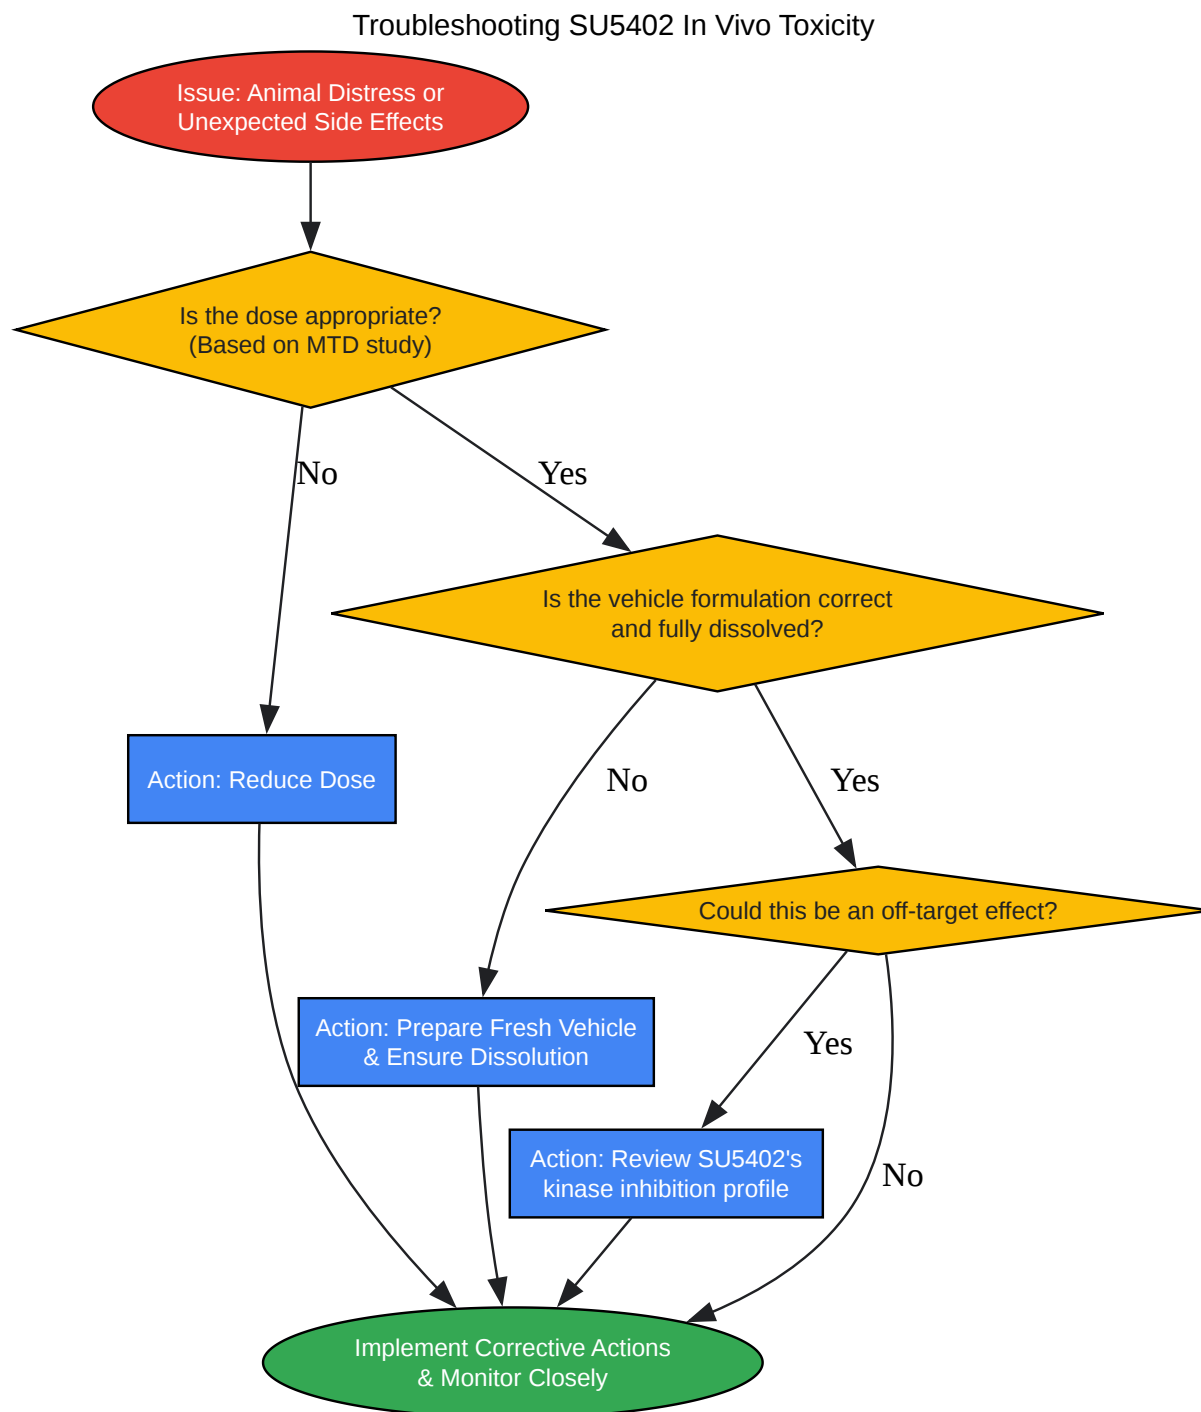 Troubleshooting SU5402 In Vivo Toxicity
Issue: Animal Distress or
Unexpected Side Effects
Is the dose appropriate?
(Based on MTD study)
No
Yes
Is the vehicle formulation correct
and fully dissolved?
Action: Reduce Dose
No
Yes
Could this be an off-target effect?
Action: Prepare Fresh Vehicle
& Ensure Dissolution
Yes
Action: Review SU5402's
kinase inhibition profile
No
Implement Corrective Actions
& Monitor Closely